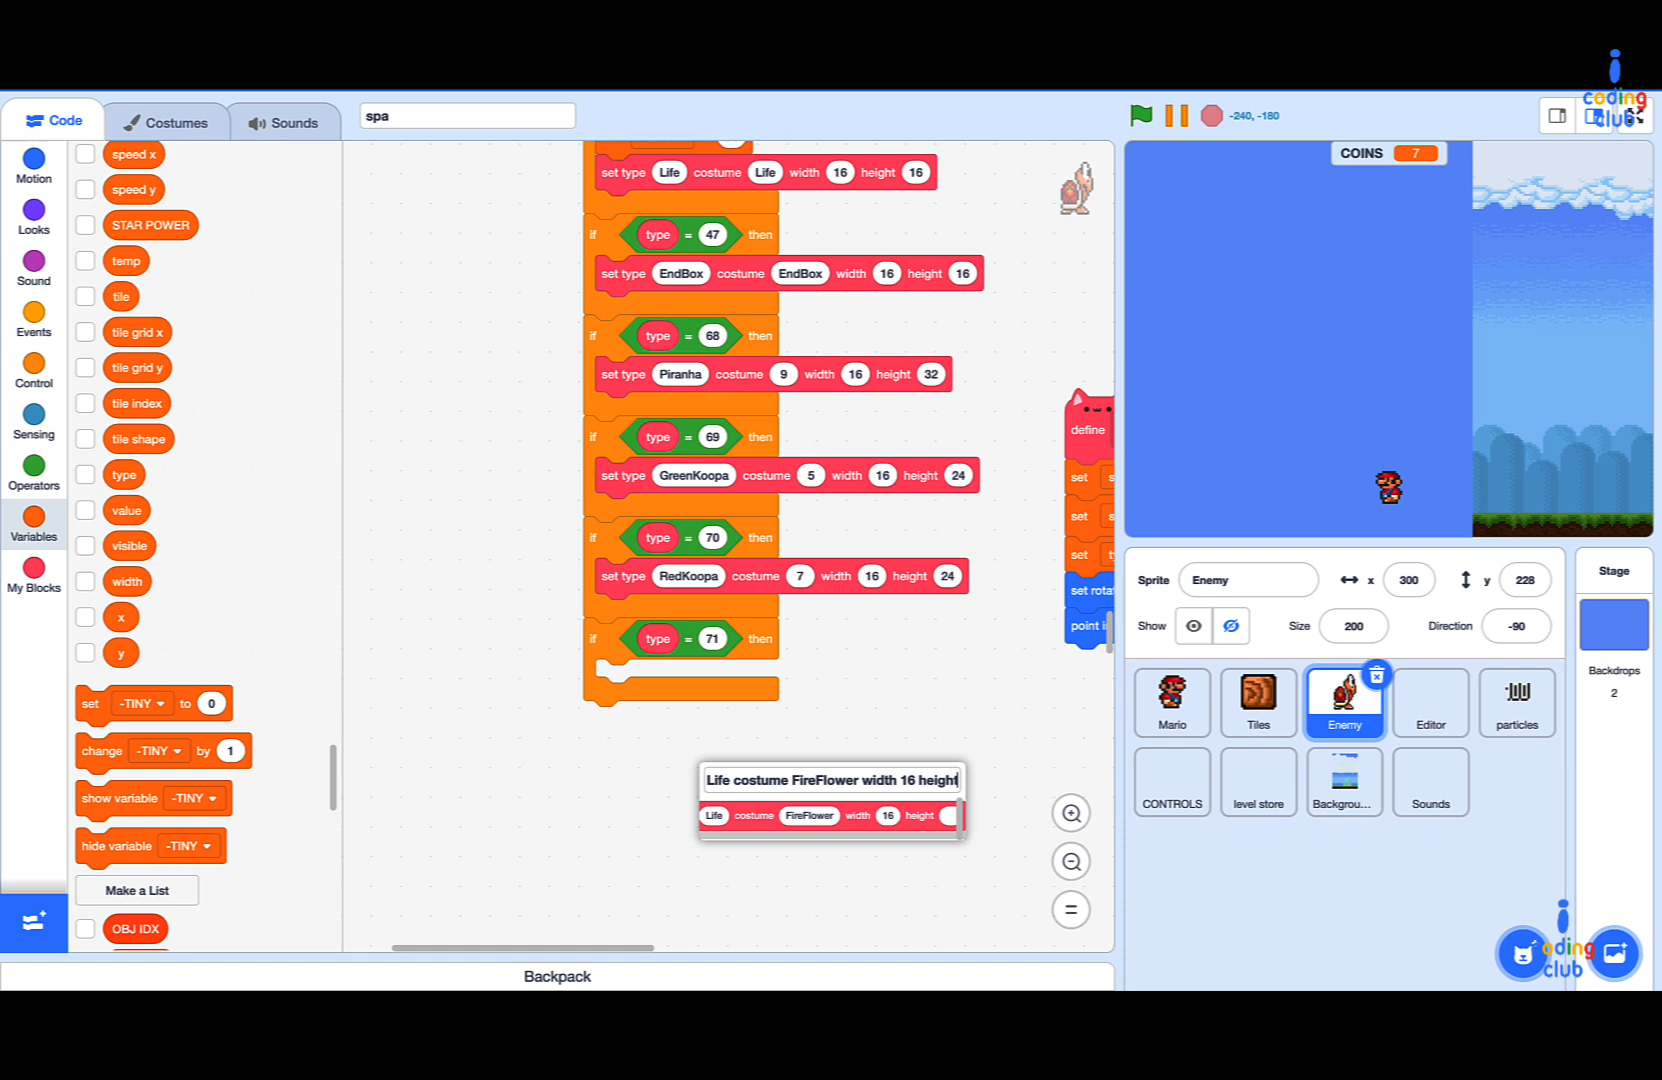 Code
Costumes
Sounds
spa
-240, -180
coding
club
Motion
Looks
Sound
Events
Control
Sensing
Operators
Variables
My Blocks
speed x
speed y
STAR POWER
temp
tile
tile grid x
tile grid y
tile index
tile shape
type
value
visible
width
x
y
set -TINY to 0
change -TINY by 1
show variable -TINY
hide variable -TINY
Make a List
OBJ IDX
set type Life costume Life width 16 height 16
if type = 47 then
set type EndBox costume EndBox width 16 height 16
if type = 68 then
set type Piranha costume 9 width 16 height 32
if type = 69 then
set type GreenKoopa costume 5 width 16 height 24
if type = 70 then
set type RedKoopa costume 7 width 16 height 24
if type = 71 then
Life costume FireFlower width 16 height
Life costume FireFlower width 16 height
define
set s
set s
set t
set rota
point i
Backpack
COINS 7
Sprite Enemy x 300 y 228
Show Size 200 Direction -90
Mario
Tiles
Enemy
Editor
particles
CONTROLS
level store
Backgrou...
Sounds
Stage
Backdrops
2
oding
club